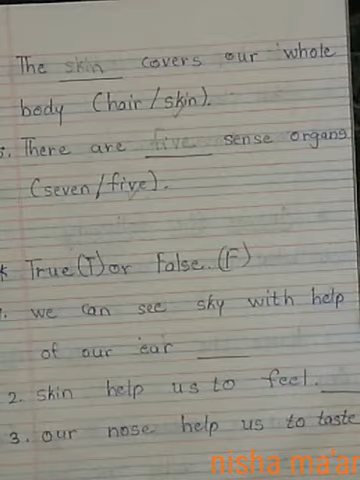 The skin covers our whole
body (hair/skin).
5. There are five sense organs
(seven/five).
* True(T) or False.(F)
1. we can see sky with help
of our ear ____
2. skin help us to feel. ____
3. our nose help us to taste
nisha ma'am